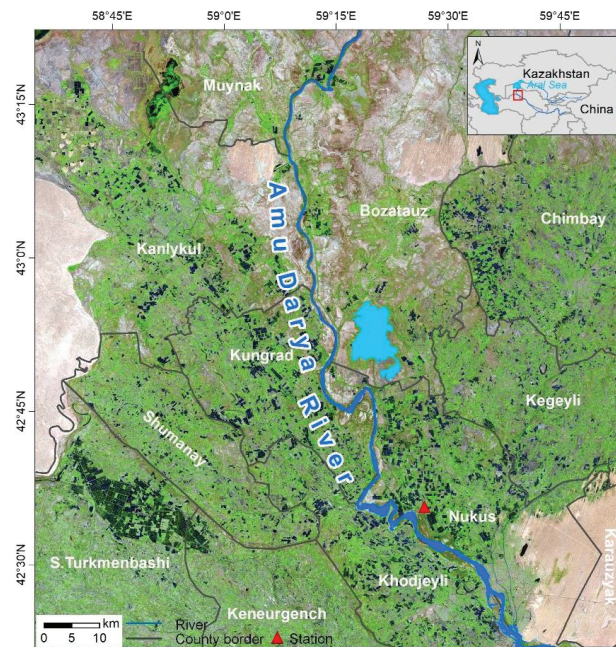 58°45'E 59°0'E 59°15'E 59°30'E 59°45'E
43°15'N
43°0'N
42°45'N
42°30'N
N
Kazakhstan
Aral Sea
China
Muynak
Bozatauz
Chimbay
Kanlykul
Amu Darya River
Kungrad
Kegeyli
Shumanay
Nukus
S.Turkmenbashi
Khodjeyli
Karauzyak
Keneurgench
km
0 5 10
River
County border
Station